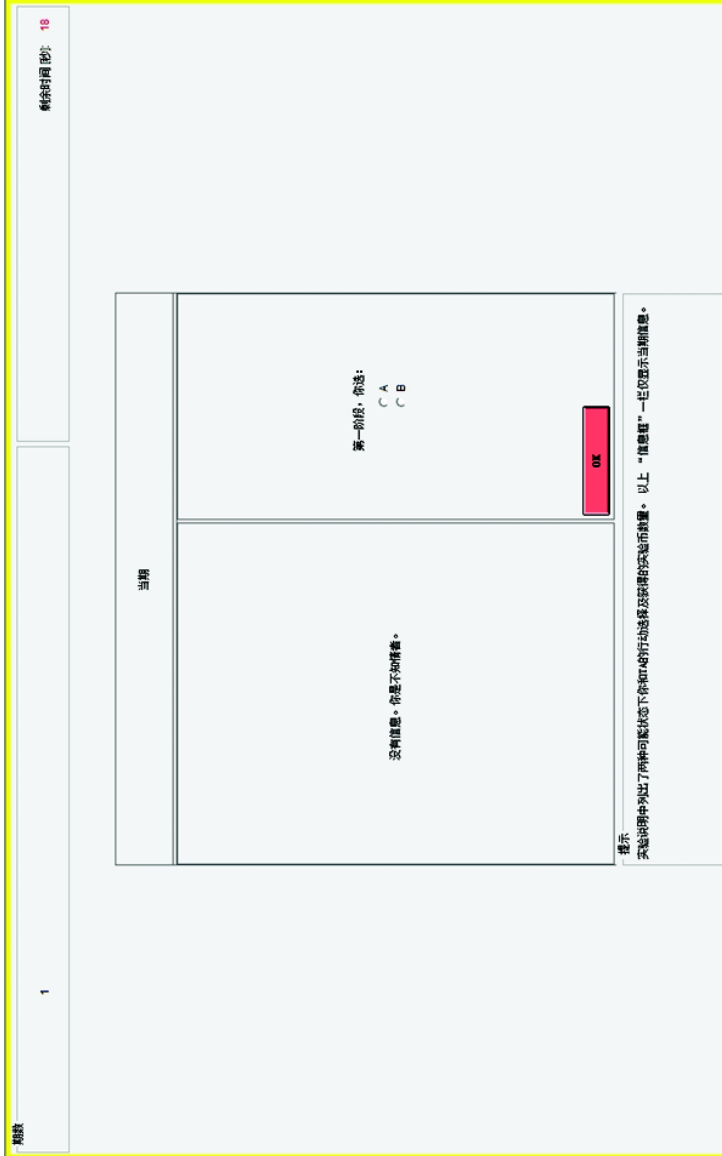 期数
1
剩余时间 [秒]: 18
当期
没有信息。你是不知情者。
第一阶段，你选:
A
B
OK
提示
实验说明中列出了两种可能状态下你和TA的行动选择及获得的实验币数量。 以上 “信息框” 一栏仅显示当期信息。